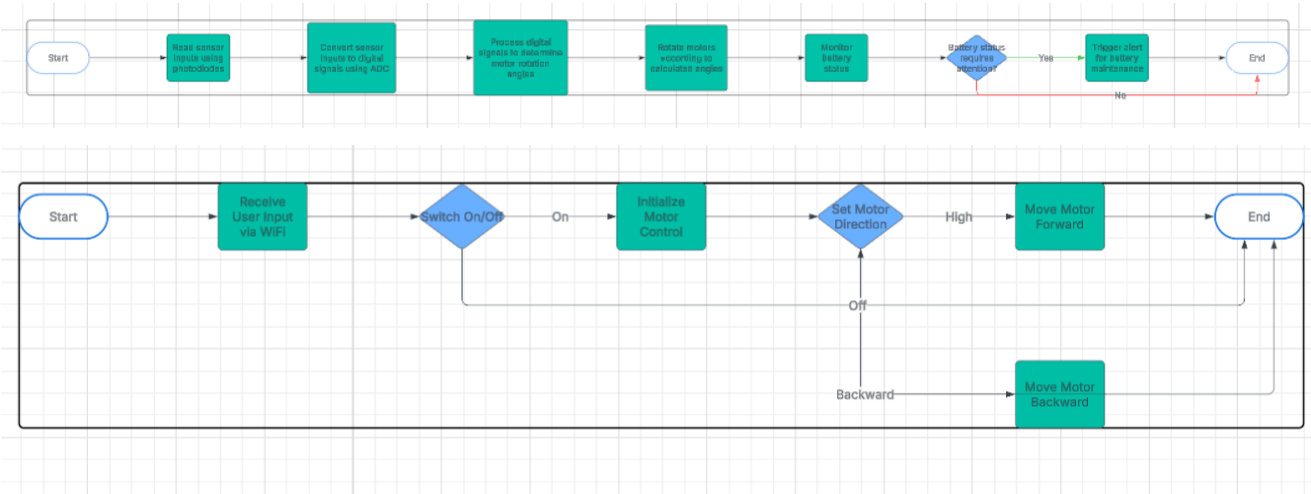 Start
Read sensor
inputs using
photodiodes
Convert sensor
inputs to digital
signals using ADC
Process digital
signals to determine
motor rotation
angles
Rotate motors
according to
calculated angles
Monitor
battery
status
Battery status
requires
attention?
Yes
Trigger alert
for battery
maintenance
End
No
Start
Receive
User Input
via WiFi
Switch On/Off
On
Initialize
Motor
Control
Set Motor
Direction
High
Move Motor
Forward
End
Off
Backward
Move Motor
Backward